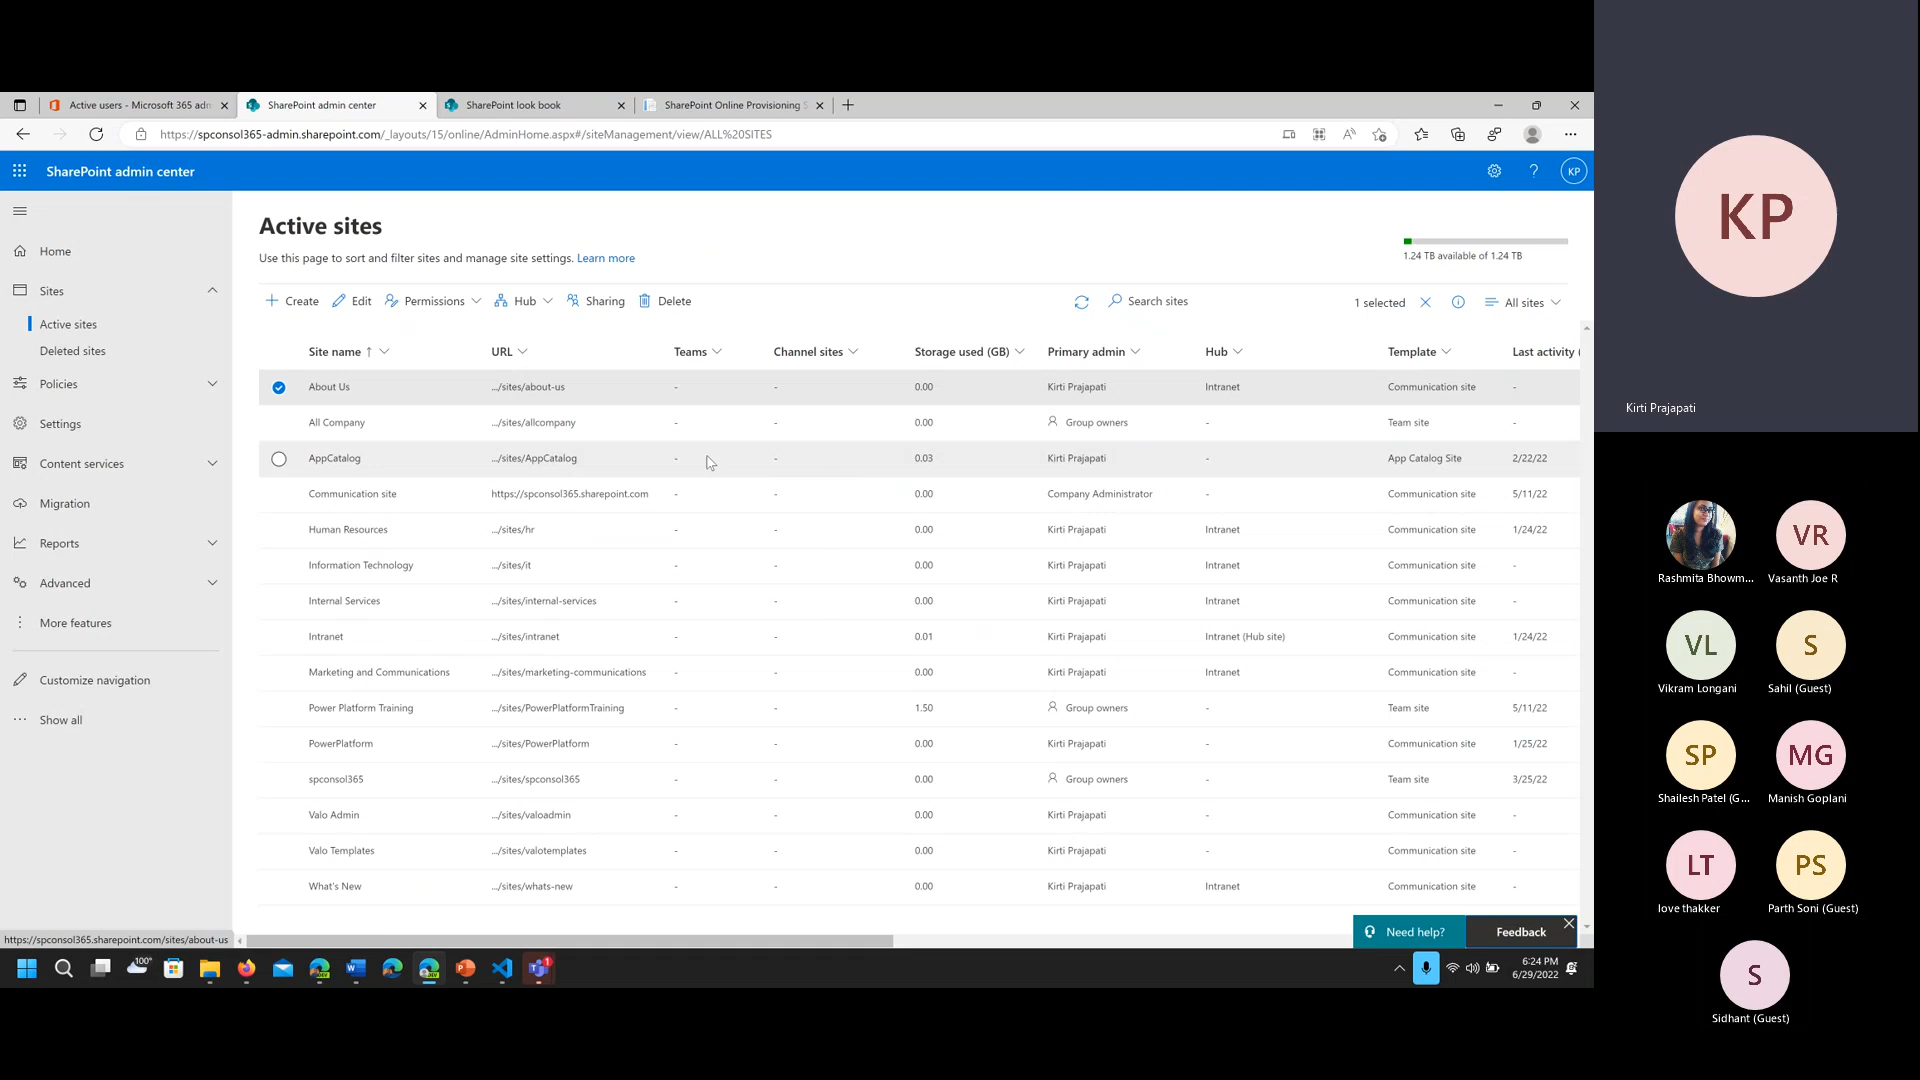 Active users - Microsoft 365 adm
SharePoint admin center
SharePoint look book
SharePoint Online Provisioning S
https://spconsol365-admin.sharepoint.com/_layouts/15/online/AdminHome.aspx#/siteManagement/view/ALL%20SITES
SharePoint admin center
KP
Home
Sites
Active sites
Deleted sites
Policies
Settings
Content services
Migration
Reports
Advanced
More features
Customize navigation
Show all
Active sites
Use this page to sort and filter sites and manage site settings. Learn more
1.24 TB available of 1.24 TB
Create Edit Permissions Hub Sharing Delete Search sites 1 selected All sites
Site name ↑ URL Teams Channel sites Storage used (GB) Primary admin Hub Template Last activity (
About Us .../sites/about-us - - 0.00 Kirti Prajapati Intranet Communication site -
All Company .../sites/allcompany - - 0.00 Group owners - Team site -
AppCatalog .../sites/AppCatalog - - 0.03 Kirti Prajapati - App Catalog Site 2/22/22
Communication site https://spconsol365.sharepoint.com - - 0.00 Company Administrator - Communication site 5/11/22
Human Resources .../sites/hr - - 0.00 Kirti Prajapati Intranet Communication site 1/24/22
Information Technology .../sites/it - - 0.00 Kirti Prajapati Intranet Communication site -
Internal Services .../sites/internal-services - - 0.00 Kirti Prajapati Intranet Communication site -
Intranet .../sites/intranet - - 0.01 Kirti Prajapati Intranet (Hub site) Communication site 1/24/22
Marketing and Communications .../sites/marketing-communications - - 0.00 Kirti Prajapati Intranet Communication site -
Power Platform Training .../sites/PowerPlatformTraining - - 1.50 Group owners - Team site 5/11/22
PowerPlatform .../sites/PowerPlatform - - 0.00 Kirti Prajapati - Communication site 1/25/22
spconsol365 .../sites/spconsol365 - - 0.00 Group owners - Team site 3/25/22
Valo Admin .../sites/valoadmin - - 0.00 Kirti Prajapati - Communication site -
Valo Templates .../sites/valotemplates - - 0.00 Kirti Prajapati - Communication site -
What's New .../sites/whats-new - - 0.00 Kirti Prajapati Intranet Communication site -
Need help?
Feedback
https://spconsol365.sharepoint.com/sites/about-us
100°
1
6:24 PM
6/29/2022
KP
Kirti Prajapati
VR
Rashmita Bhowm... Vasanth Joe R
VL S
Vikram Longani Sahil (Guest)
SP MG
Shailesh Patel (G... Manish Goplani
LT PS
love thakker Parth Soni (Guest)
S
Sidhant (Guest)